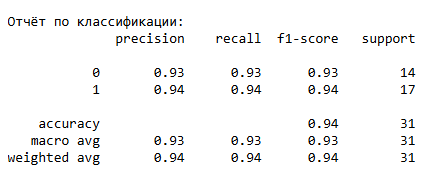 Отчёт по классификации:
precision recall f1-score support
0 0.93 0.93 0.93 14
1 0.94 0.94 0.94 17
accuracy 0.94 31
macro avg 0.93 0.93 0.93 31
weighted avg 0.94 0.94 0.94 31